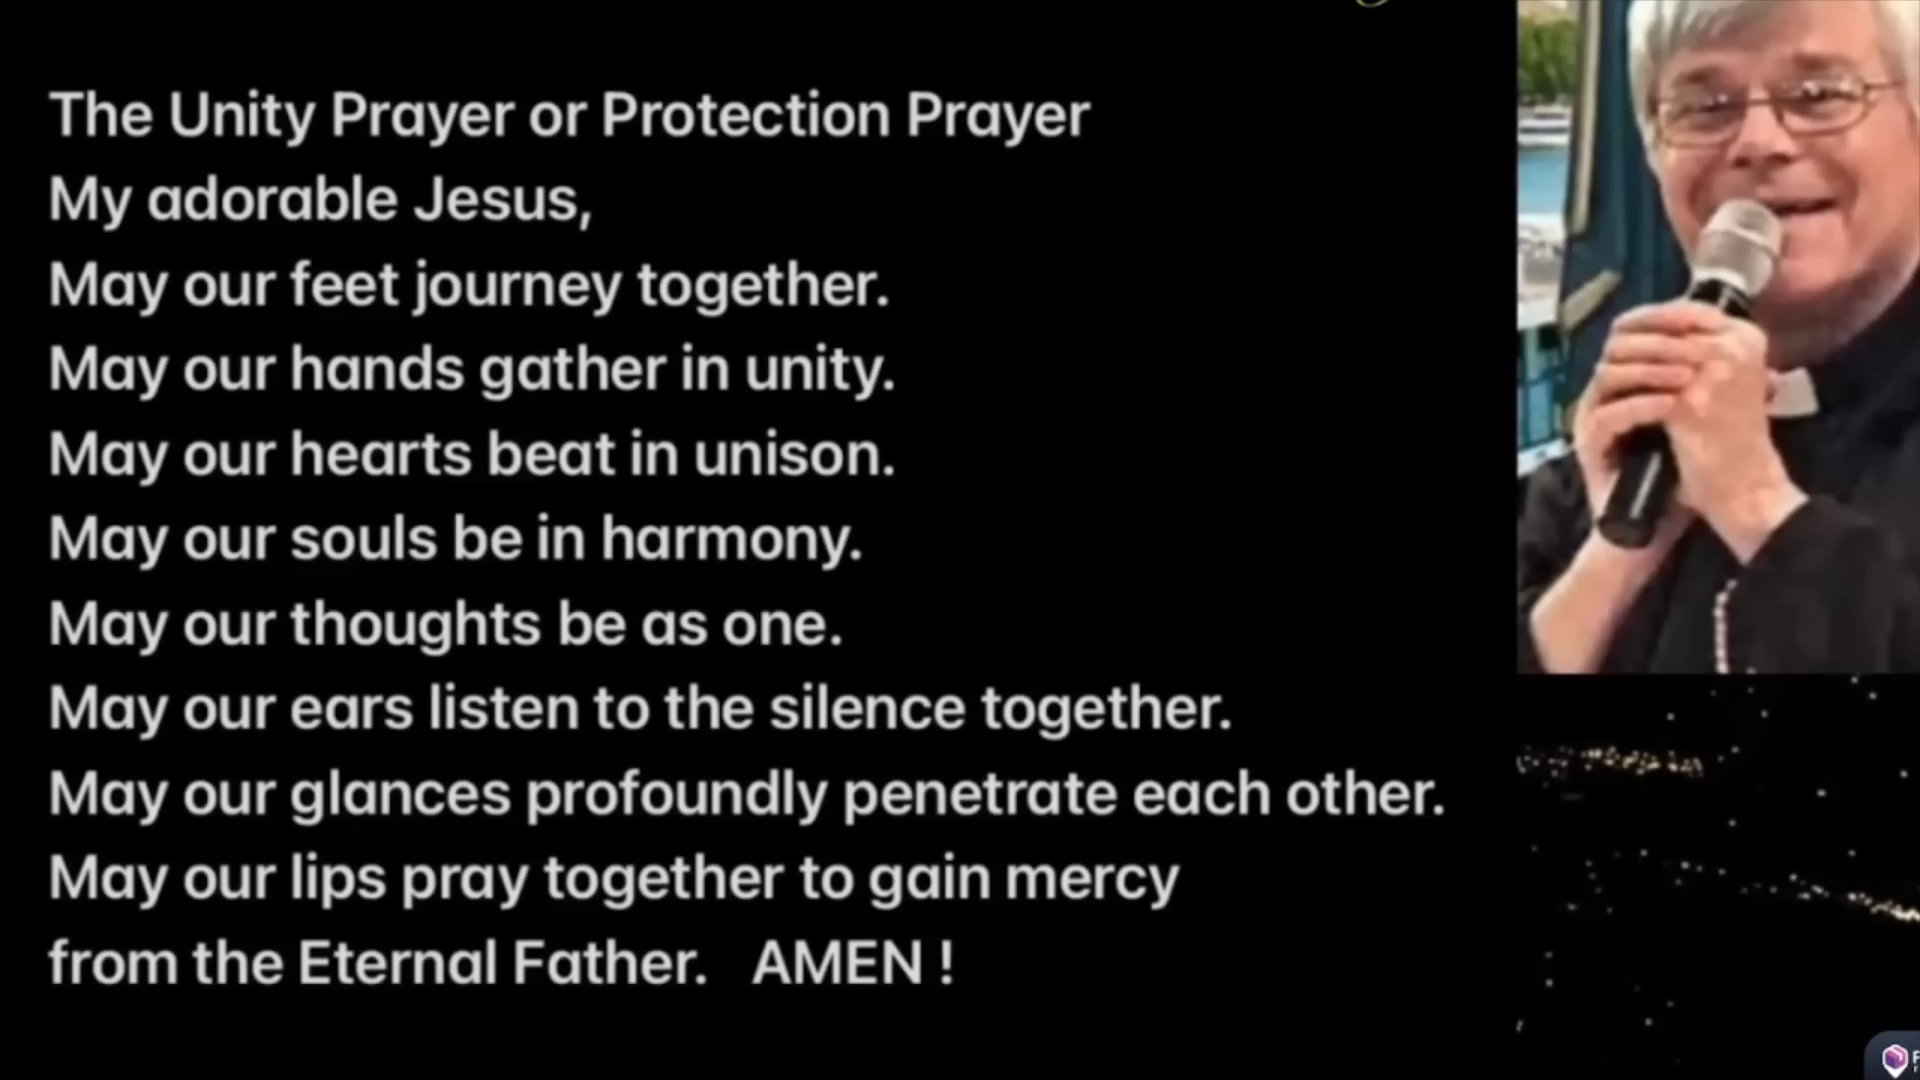 The Unity Prayer or Protection Prayer
My adorable Jesus,
May our feet journey together.
May our hands gather in unity.
May our hearts beat in unison.
May our souls be in harmony.
May our thoughts be as one.
May our ears listen to the silence together.
May our glances profoundly penetrate each other.
May our lips pray together to gain mercy
from the Eternal Father. AMEN !